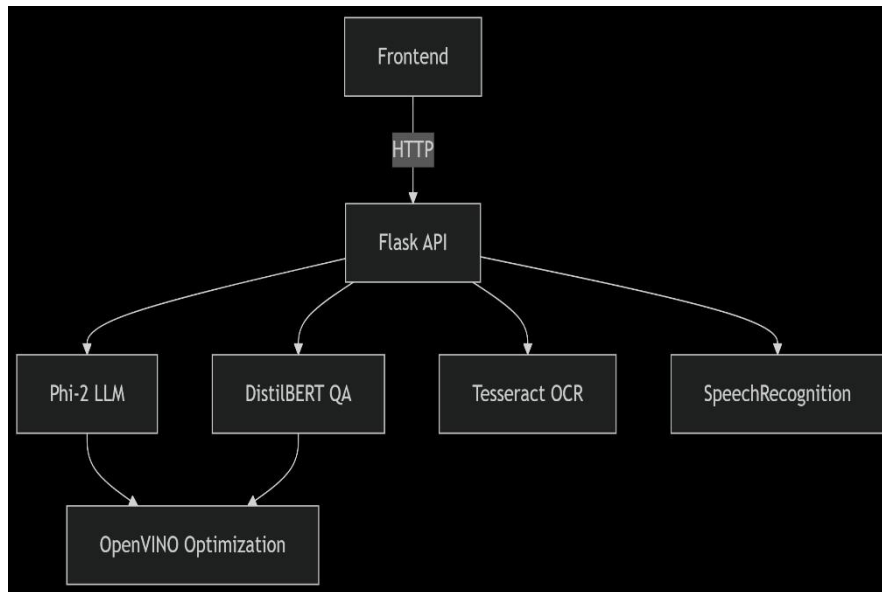 Frontend
HTTP
Flask API
Phi-2 LLM
DistilBERT QA
Tesseract OCR
SpeechRecognition
OpenVINO Optimization